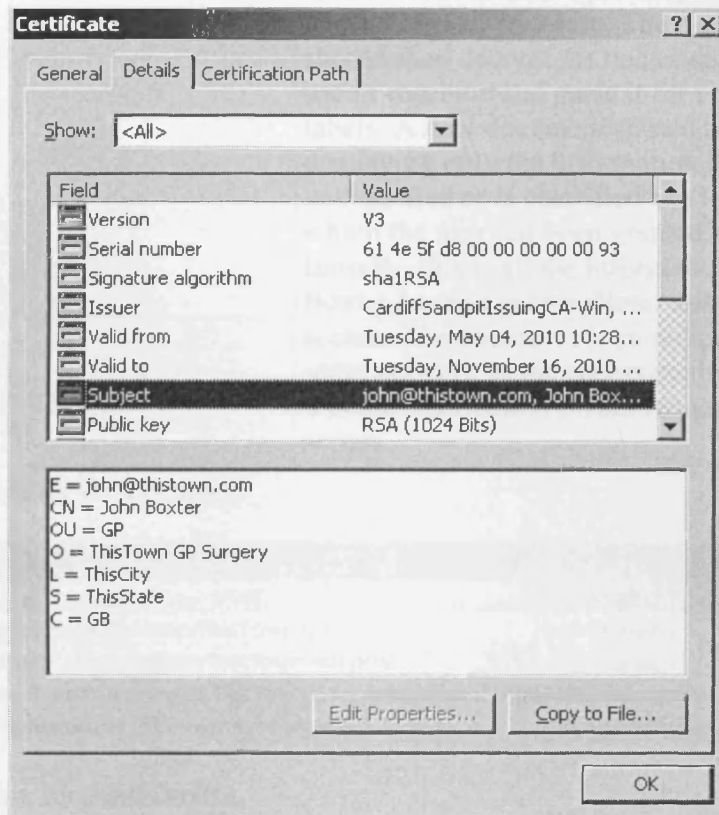 Certificate
General Details Certification Path
Show: <All>
Field Value
Version V3
Serial number 61 4e 5f d8 00 00 00 00 00 93
Signature algorithm sha1RSA
Issuer CardiffSandpitIssuingCA-Win, ...
Valid from Tuesday, May 04, 2010 10:28...
Valid to Tuesday, November 16, 2010 ...
Subject john@thistown.com, John Box...
Public key RSA (1024 Bits)
E = john@thistown.com
CN = John Boxter
OU = GP
O = ThisTown GP Surgery
L = ThisCity
S = ThisState
C = GB
Edit Properties... Copy to File...
OK